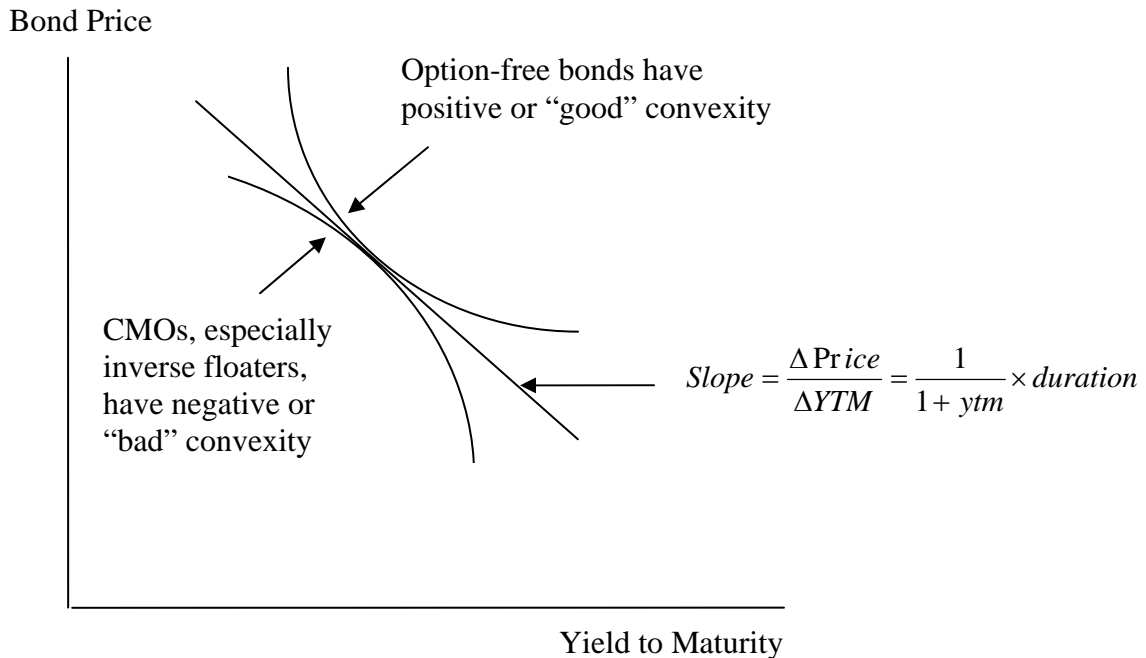 Bond Price
Option-free bonds have
positive or “good” convexity
CMOs, especially
inverse floaters,
have negative or
“bad” convexity
Slope = ΔPrice / ΔYTM = 1 / (1 + ytm) × duration
Yield to Maturity